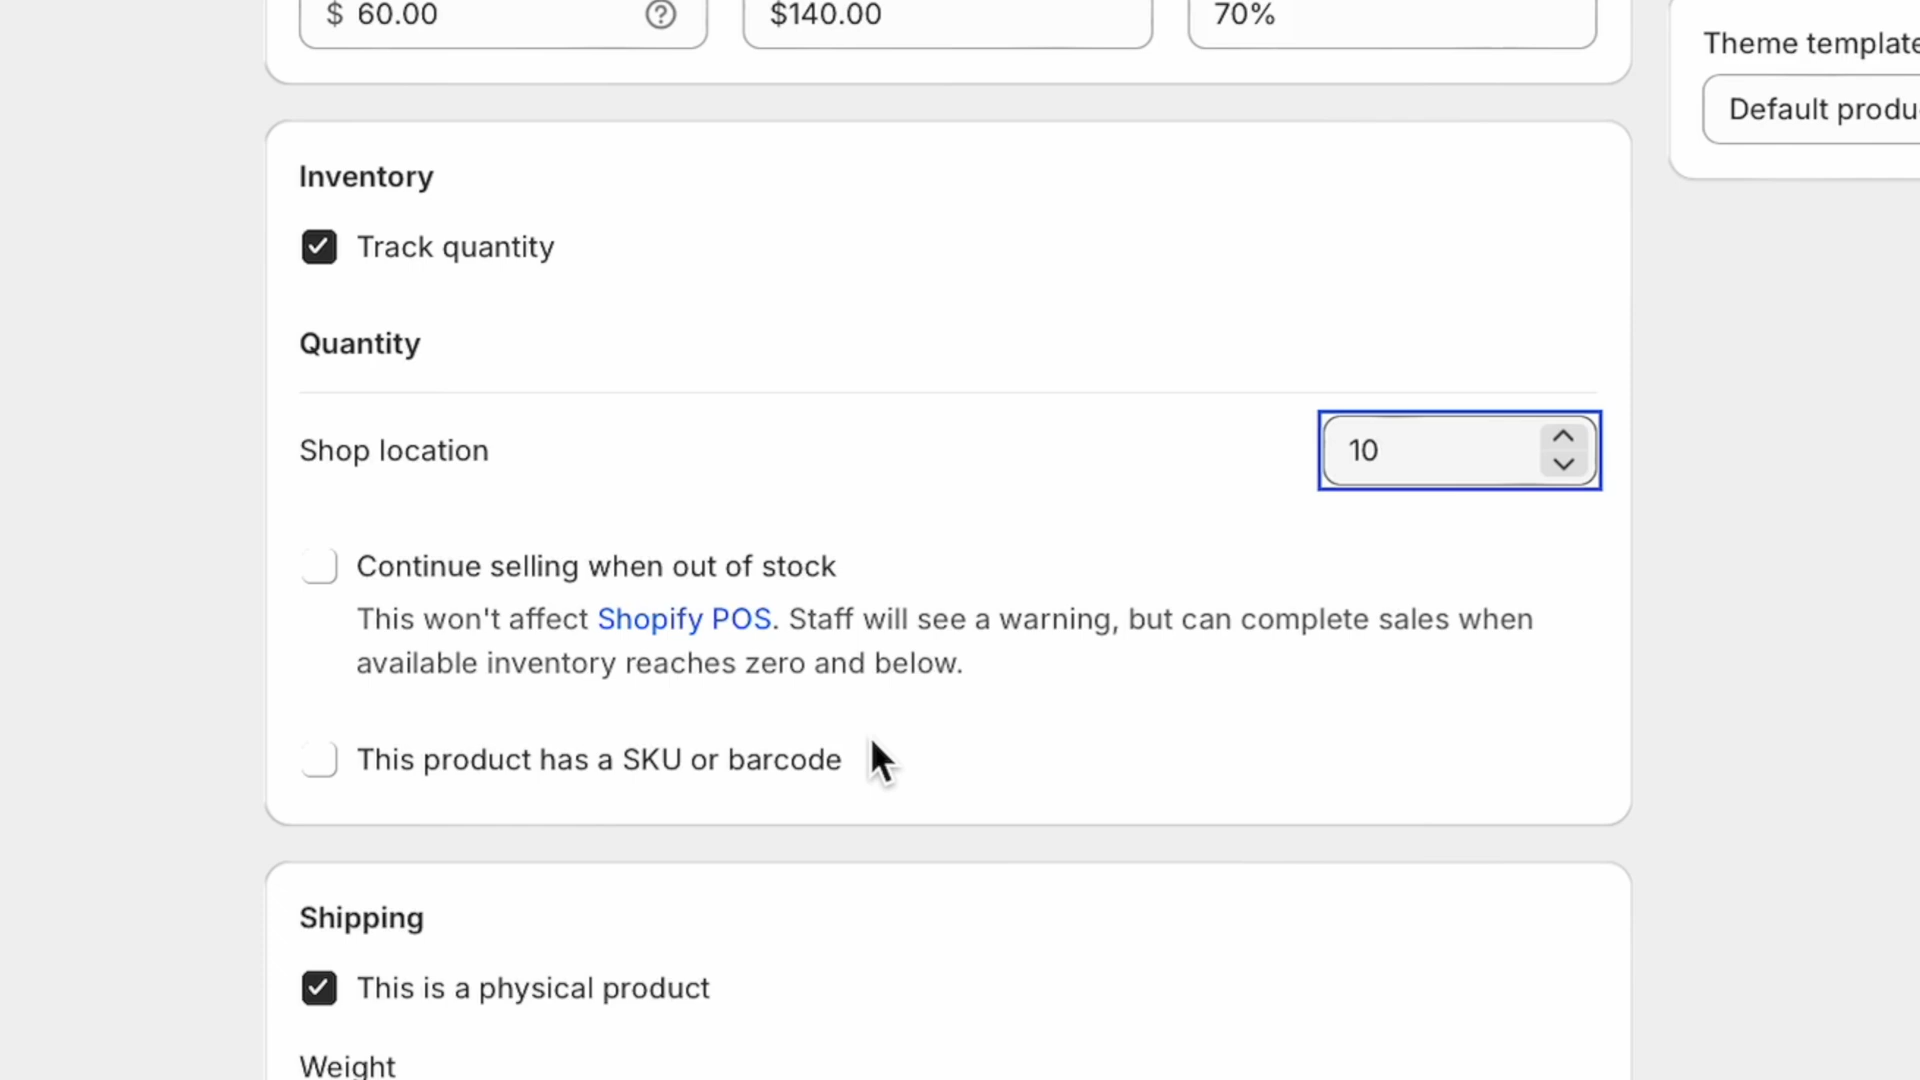 $ 60.00 $140.00 70%
Theme template
Default produ
Inventory
Track quantity
Quantity
Shop location 10
Continue selling when out of stock
This won't affect Shopify POS. Staff will see a warning, but can complete sales when
available inventory reaches zero and below.
This product has a SKU or barcode
Shipping
This is a physical product
Weight